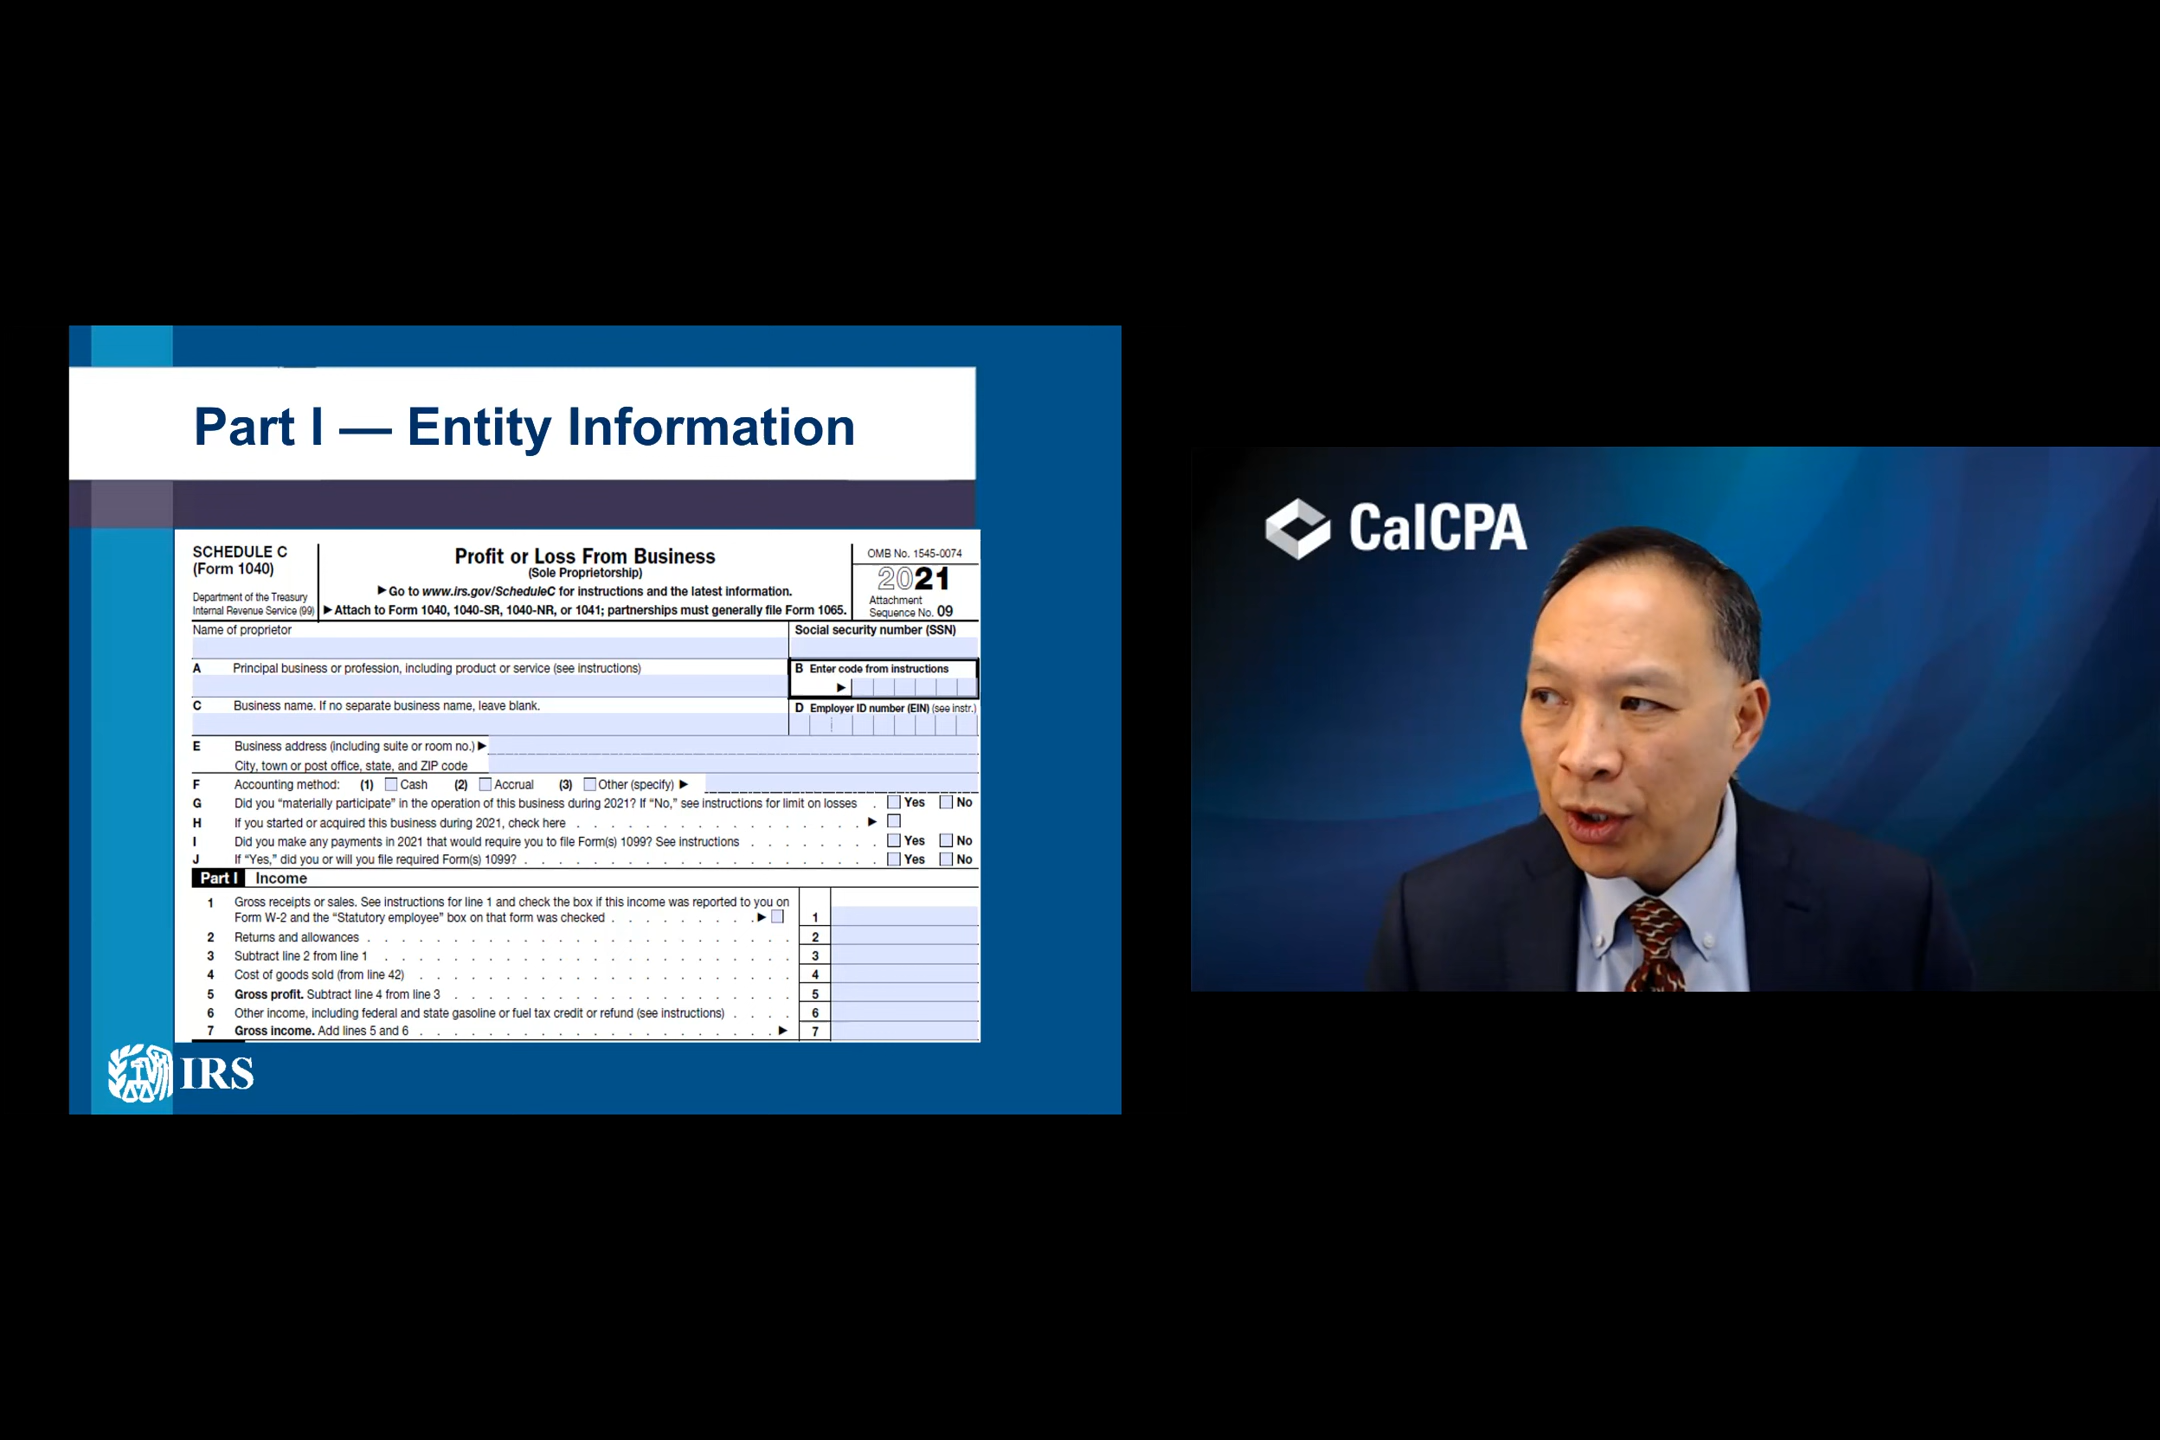 Part I — Entity Information
SCHEDULE C
(Form 1040)
Department of the Treasury
Internal Revenue Service (99)
Profit or Loss From Business
(Sole Proprietorship)
▶ Go to www.irs.gov/ScheduleC for instructions and the latest information.
▶ Attach to Form 1040, 1040-SR, 1040-NR, or 1041; partnerships must generally file Form 1065.
OMB No. 1545-0074
2021
Attachment
Sequence No. 09
Name of proprietor
Social security number (SSN)
A Principal business or profession, including product or service (see instructions)
B Enter code from instructions
▶
C Business name. If no separate business name, leave blank.
D Employer ID number (EIN) (see instr.)
E Business address (including suite or room no.) ▶
City, town or post office, state, and ZIP code
F Accounting method: (1) Cash (2) Accrual (3) Other (specify) ▶
G Did you “materially participate” in the operation of this business during 2021? If “No,” see instructions for limit on losses . Yes No
H If you started or acquired this business during 2021, check here . . . . . . . . . . . . . . . . ▶
I Did you make any payments in 2021 that would require you to file Form(s) 1099? See instructions . . . . . . . . Yes No
J If “Yes,” did you or will you file required Form(s) 1099? . . . . . . . . . . . . . . . . . . . . Yes No
Part I Income
1 Gross receipts or sales. See instructions for line 1 and check the box if this income was reported to you on
Form W-2 and the “Statutory employee” box on that form was checked . . . . . . . . . ▶ 1
2 Returns and allowances . . . . . . . . . . . . . . . . . . . . . . . . 2
3 Subtract line 2 from line 1 . . . . . . . . . . . . . . . . . . . . . . . 3
4 Cost of goods sold (from line 42) . . . . . . . . . . . . . . . . . . . . . 4
5 Gross profit. Subtract line 4 from line 3 . . . . . . . . . . . . . . . . . . . 5
6 Other income, including federal and state gasoline or fuel tax credit or refund (see instructions) . . . . 6
7 Gross income. Add lines 5 and 6 . . . . . . . . . . . . . . . . . . . . ▶ 7
IRS
CalCPA